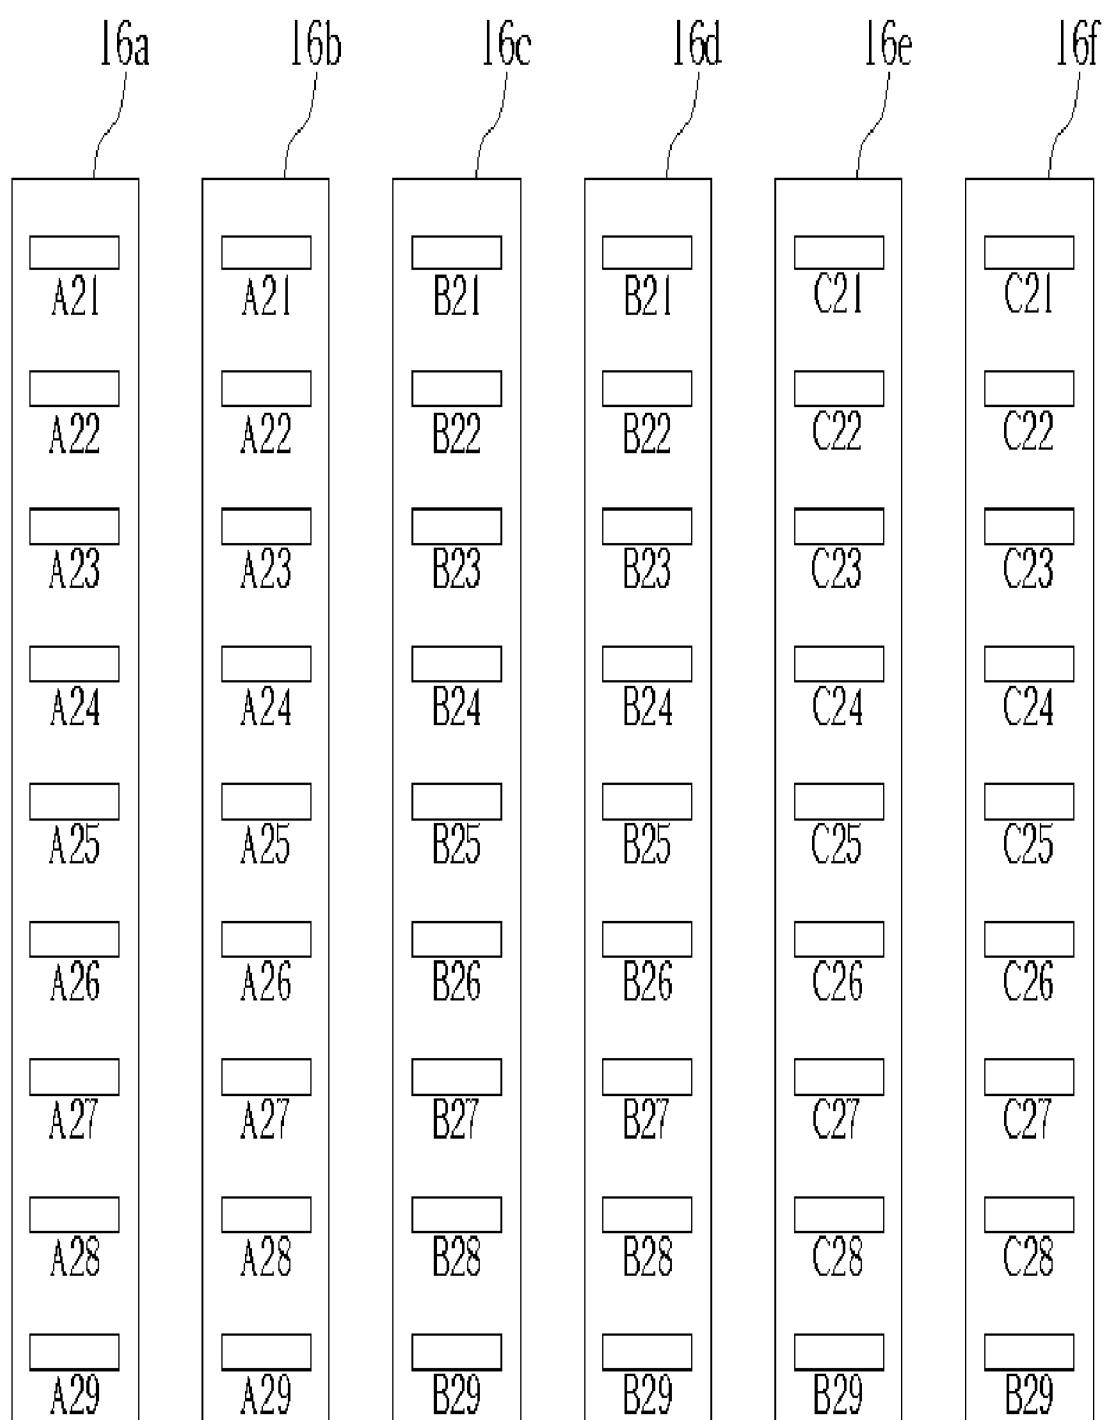 16a 16b 16c 16d 16e 16f
A21 A21 B21 B21 C21 C21
A22 A22 B22 B22 C22 C22
A23 A23 B23 B23 C23 C23
A24 A24 B24 B24 C24 C24
A25 A25 B25 B25 C25 C25
A26 A26 B26 B26 C26 C26
A27 A27 B27 B27 C27 C27
A28 A28 B28 B28 C28 C28
A29 A29 B29 B29 B29 B29